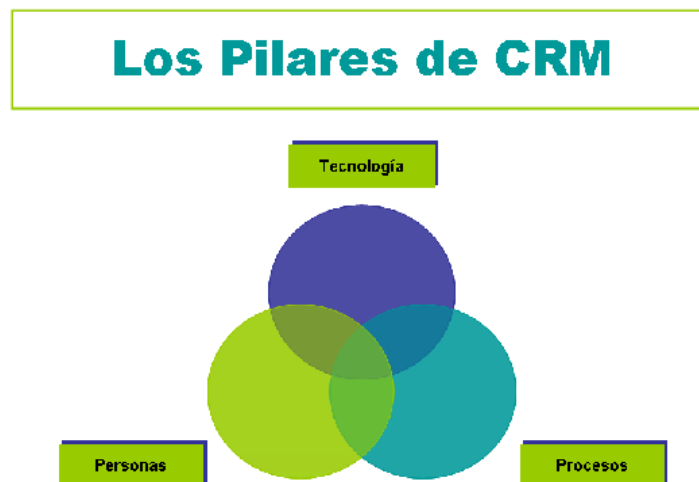 Los Pilares de CRM
Tecnología
Personas
Procesos